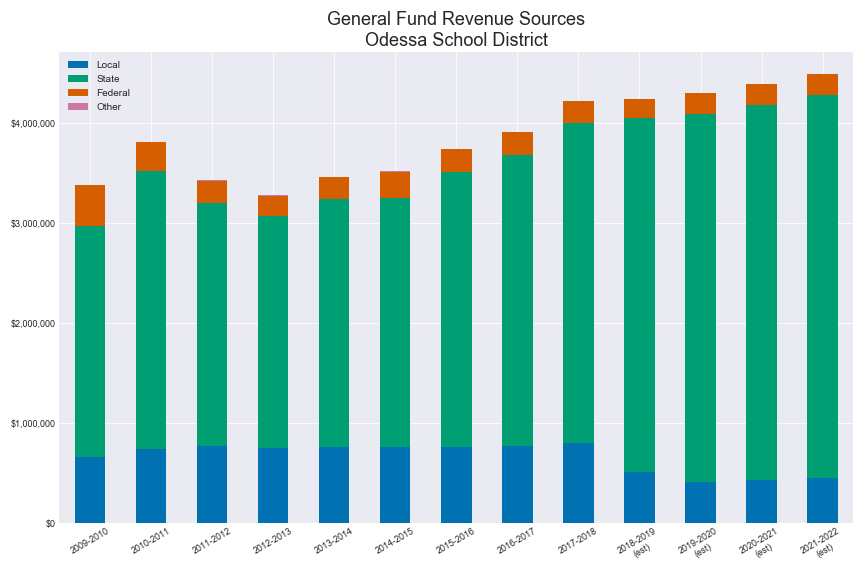 General Fund Revenue Sources
Odessa School District
Local
State
Federal
Other
$4,000,000
$3,000,000
$2,000,000
$1,000,000
$0
2009-2010
2010-2011
2011-2012
2012-2013
2013-2014
2014-2015
2015-2016
2016-2017
2017-2018
2018-2019
(est)
2019-2020
(est)
2020-2021
(est)
2021-2022
(est)